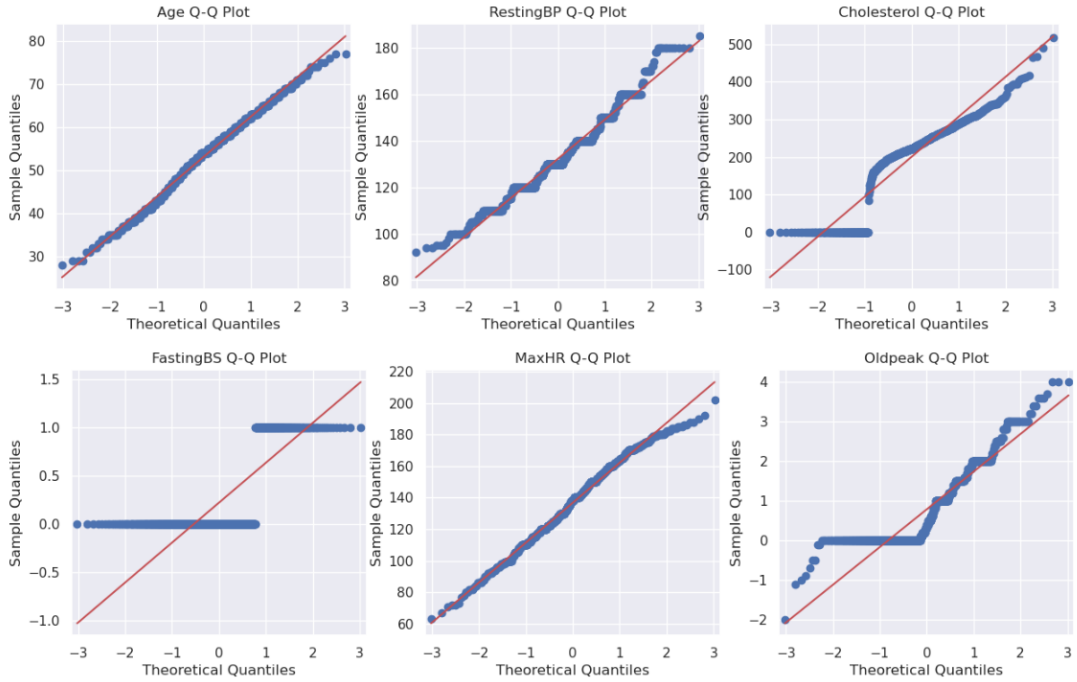 Age Q-Q Plot
80
70
60
50
40
30
−3 −2 −1 0 1 2 3
Theoretical Quantiles
Sample Quantiles
RestingBP Q-Q Plot
180
160
140
120
100
80
−3 −2 −1 0 1 2 3
Theoretical Quantiles
Sample Quantiles
Cholesterol Q-Q Plot
500
400
300
200
100
0
−100
−3 −2 −1 0 1 2 3
Theoretical Quantiles
Sample Quantiles
FastingBS Q-Q Plot
1.5
1.0
0.5
0.0
−0.5
−1.0
−3 −2 −1 0 1 2 3
Theoretical Quantiles
Sample Quantiles
MaxHR Q-Q Plot
220
200
180
160
140
120
100
80
60
−3 −2 −1 0 1 2 3
Theoretical Quantiles
Sample Quantiles
Oldpeak Q-Q Plot
4
3
2
1
0
−1
−2
−3 −2 −1 0 1 2 3
Theoretical Quantiles
Sample Quantiles